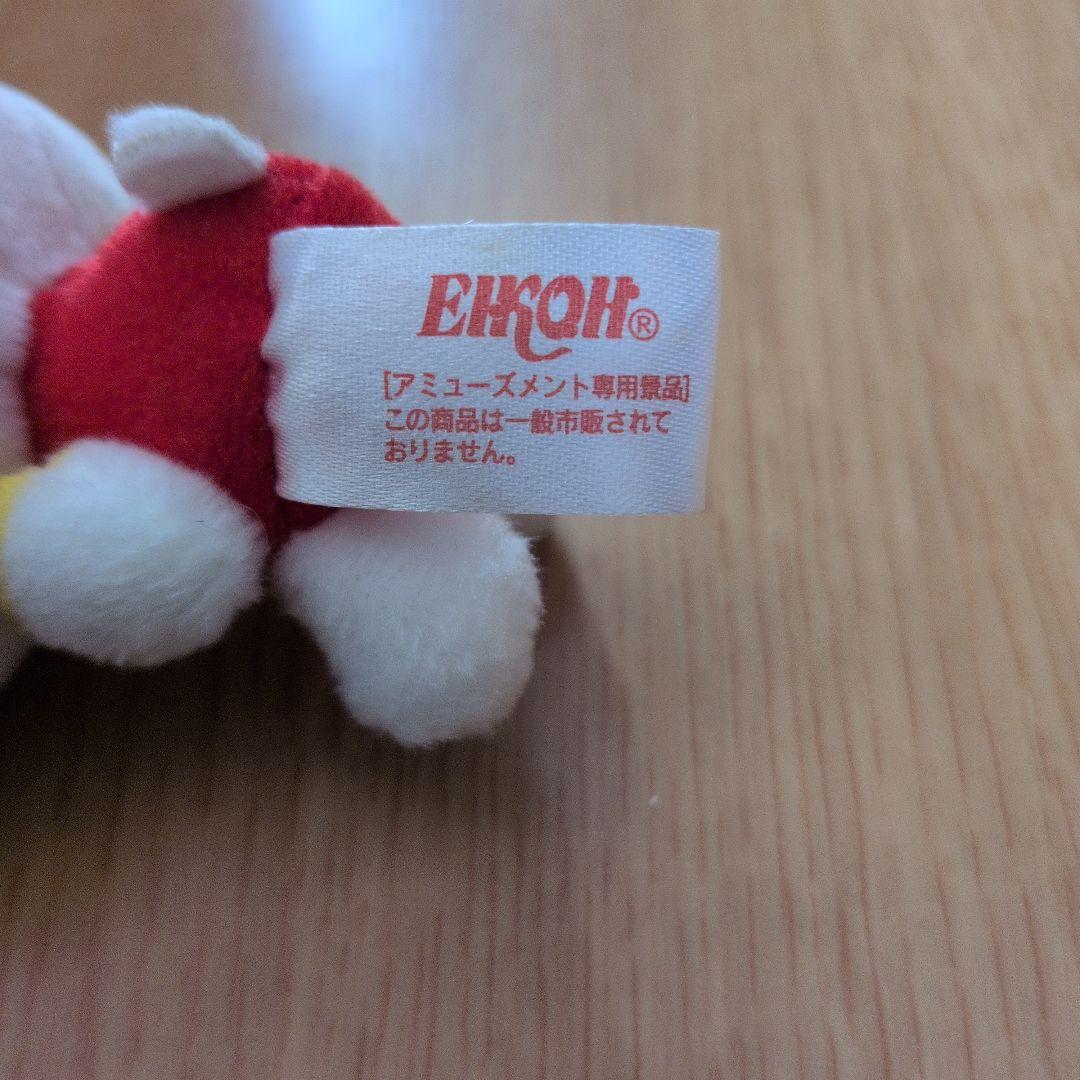 EIKOH®
[アミューズメント専用景品]
この商品は一般市販されて
おりません。